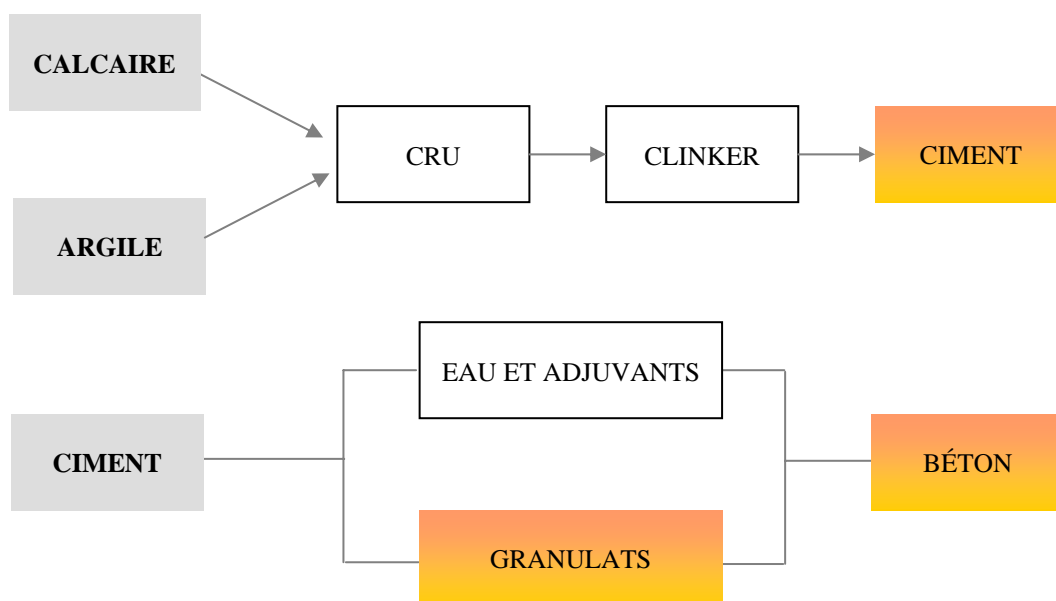 CALCAIRE
CRU
CLINKER
CIMENT
ARGILE
EAU ET ADJUVANTS
CIMENT
BÉTON
GRANULATS